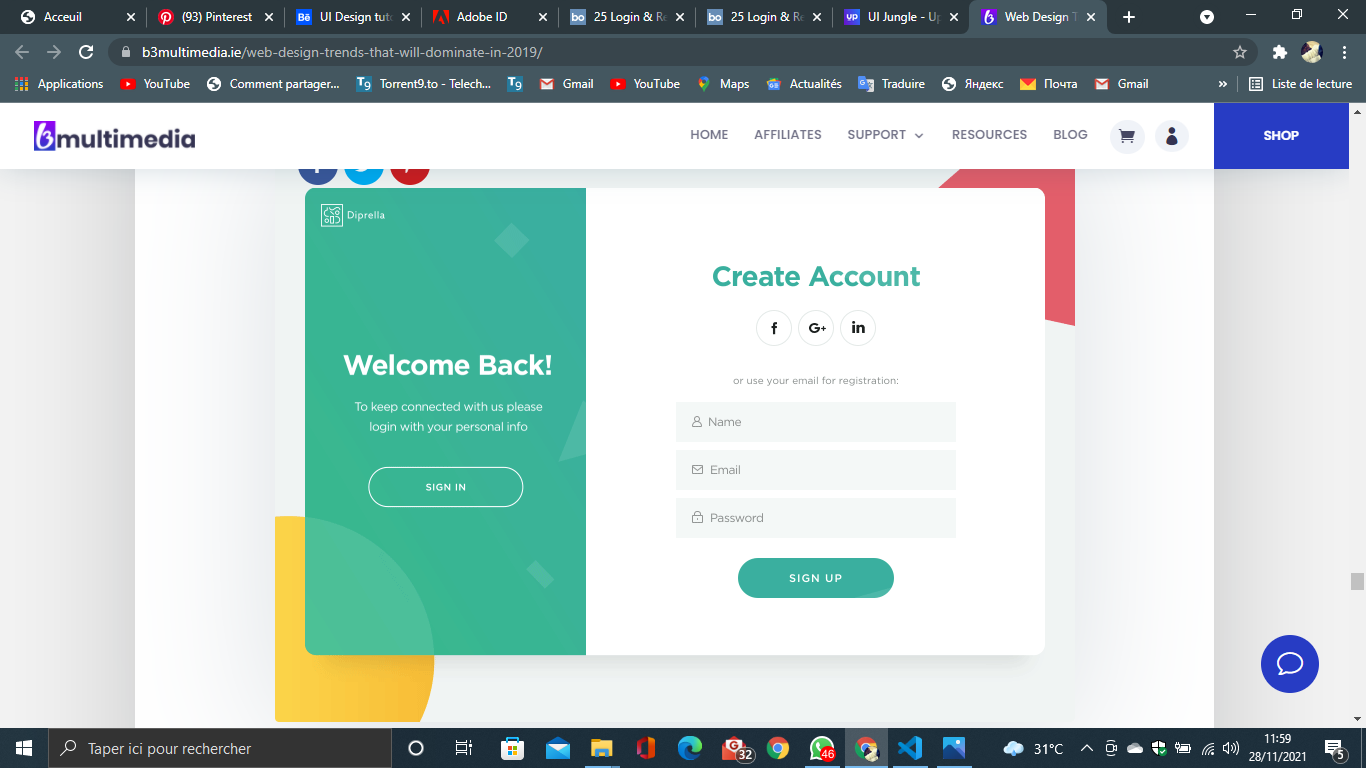 Acceuil
(93) Pinterest
UI Design tut
Adobe ID
25 Login & Re
25 Login & Re
UI Jungle - Up
Web Design T
b3multimedia.ie/web-design-trends-that-will-dominate-in-2019/
Applications
YouTube
Comment partager...
Torrent9.to - Telech...
Gmail
YouTube
Maps
Actualités
Traduire
Яндекс
Почта
Gmail
»
Liste de lecture
bmultimedia
HOME
AFFILIATES
SUPPORT
RESOURCES
BLOG
SHOP
Diprella
Welcome Back!
To keep connected with us please
login with your personal info
SIGN IN
Create Account
f
G+
in
or use your email for registration:
Name
Email
Password
SIGN UP
Taper ici pour rechercher
32
46
31°C
11:59
28/11/2021
5